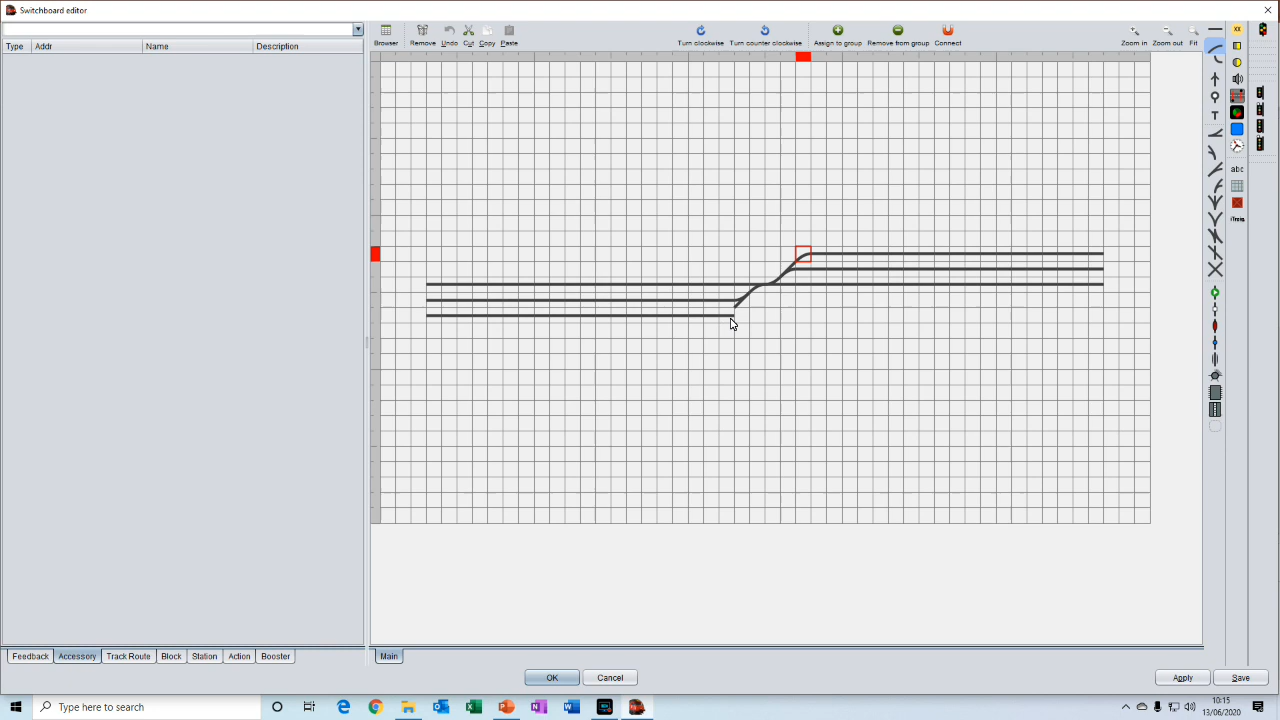 Switchboard editor
Type Addr Name Description
Browser Remove Undo Cut Copy Paste Turn clockwise Turn counter clockwise Assign to group Remove from group Connect Zoom in Zoom out Fit
XX
T
abc
iTrain
Feedback Accessory Track Route Block Station Action Booster
Main
OK Cancel Apply Save
Type here to search
10:15
13/06/2020